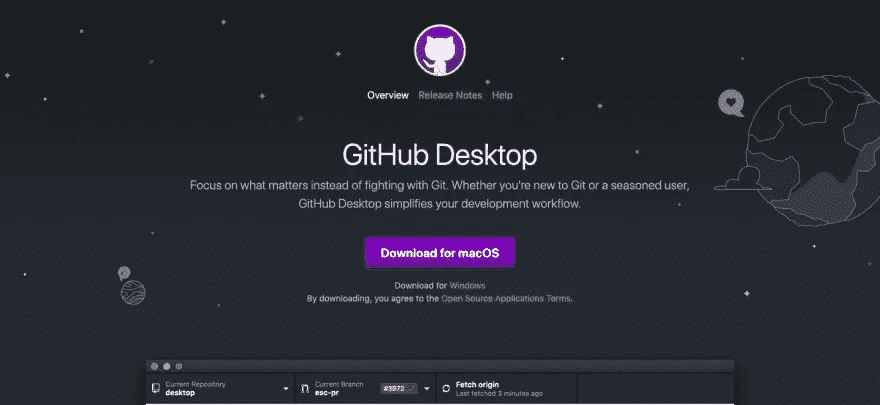 Overview Release Notes Help
GitHub Desktop
Focus on what matters instead of fighting with Git. Whether you're new to Git or a seasoned user,
GitHub Desktop simplifies your development workflow.
Download for macOS
Download for Windows
By downloading, you agree to the Open Source Applications Terms.
Current Repository
desktop
Current Branch
esc-pr
#3972
Fetch origin
Last fetched 3 minutes ago